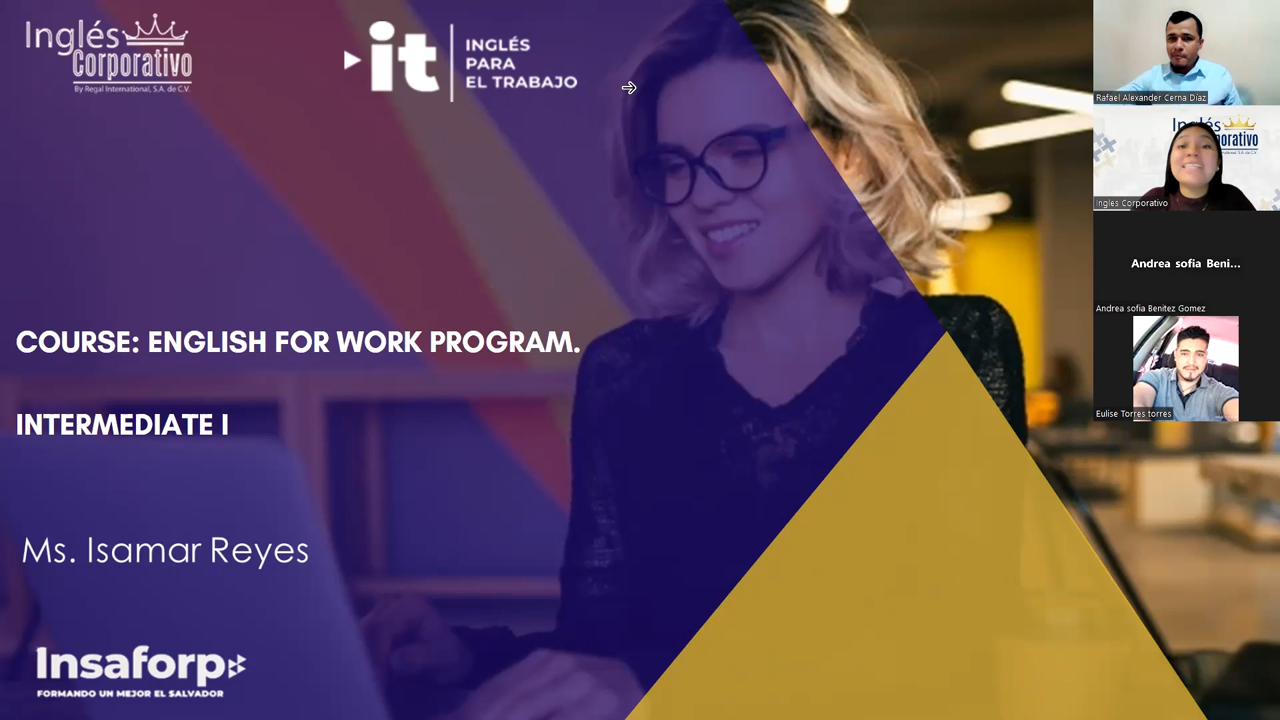 Inglés
Corporativo
By Regal International, S.A. de C.V.
it
INGLÉS
PARA
EL TRABAJO
COURSE: ENGLISH FOR WORK PROGRAM.
INTERMEDIATE I
Ms. Isamar Reyes
Insaforp
FORMANDO UN MEJOR EL SALVADOR
Rafael Alexander Cerna Díaz
Inglés
Corporativo
Ingles Corporativo
Andrea sofia Beni...
Andrea sofia Benitez Gomez
Eulise Torres torres